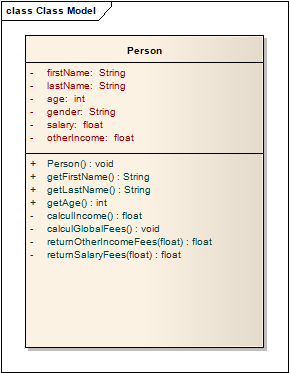 class Class Model
Person
- firstName: String
- lastName: String
- age: int
- gender: String
- salary: float
- otherIncome: float
+ Person() : void
+ getFirstName() : String
+ getLastName() : String
+ getAge() : int
- calculIncome() : float
- calculGlobalFees() : void
- returnOtherIncomeFees(float) : float
- returnSalaryFees(float) : float